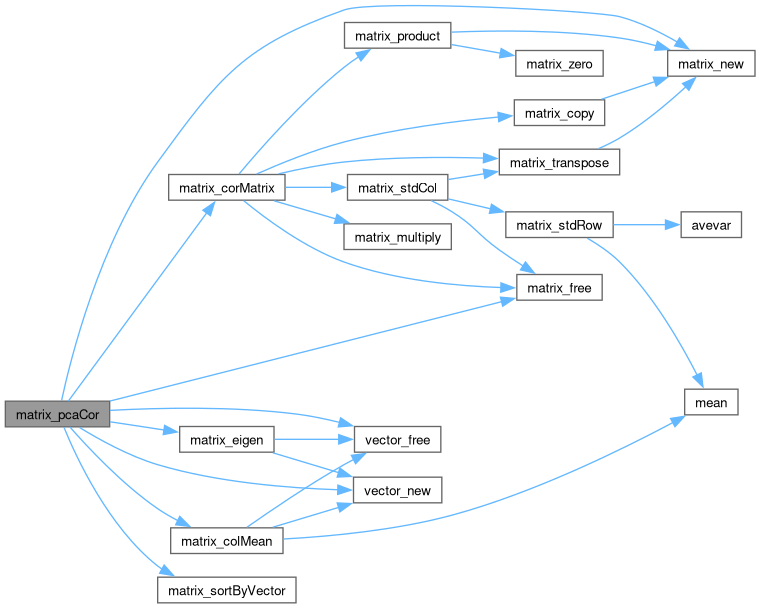 matrix_product
matrix_zero
matrix_new
matrix_copy
matrix_transpose
matrix_corMatrix
matrix_stdCol
matrix_stdRow
avevar
matrix_multiply
matrix_free
mean
matrix_pcaCor
matrix_eigen
vector_free
vector_new
matrix_colMean
matrix_sortByVector